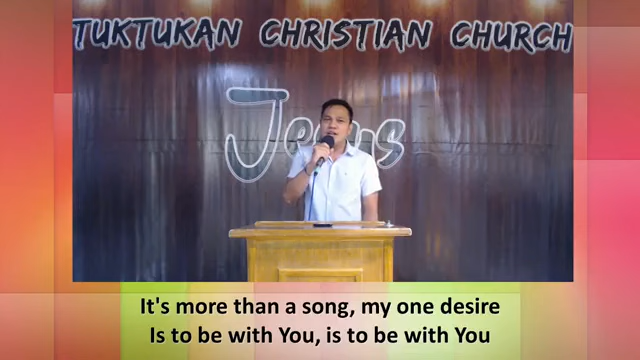 TUKTUKAN CHRISTIAN CHURCH
Jesus
It's more than a song, my one desire
Is to be with You, is to be with You